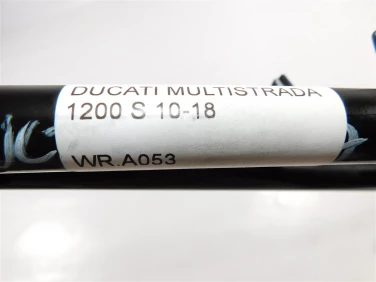 DUCATI MULTISTRADA
1200 S 10-18
WR.A053